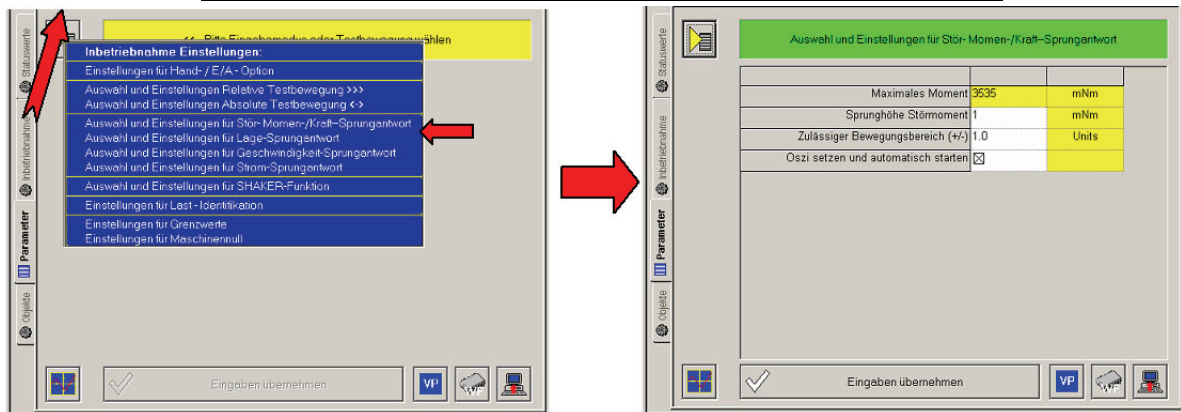 << Bitte Eingabemodus oder Testbewegung wählen
Inbetriebnahme Einstellungen:
Einstellungen für Hand- / E/A - Option
Auswahl und Einstellungen Relative Testbewegung >>>
Auswahl und Einstellungen Absolute Testbewegung <->
Auswahl und Einstellungen für Stör-Momen-/Kraft–Sprungantwort
Auswahl und Einstellungen für Lage-Sprungantwort
Auswahl und Einstellungen für Geschwndigkeit-Sprungantwort
Auswahl und Einstellungen für Strom-Sprungantwort
Auswahl und Einstellungen für SHAKER-Funktion
Einstellungen für Last - Identifikation
Einstellungen für Grenzwerte
Einstellungen für Maschinennull
Statuswerte
Inbetriebnahme
Parameter
Objekte
Eingaben übernehmen
VP
Statuswerte
Inbetriebnahme
Parameter
Objekte
Auswahl und Einstellungen für Stör- Momen-/Kraft–Sprungantwort
Maximales Moment 3535 mNm
Sprunghöhe Störmoment 1 mNm
Zulässiger Bewegungsbereich (+/-) 1.0 Units
Oszi setzen und automatisch starten
Eingaben übernehmen
VP